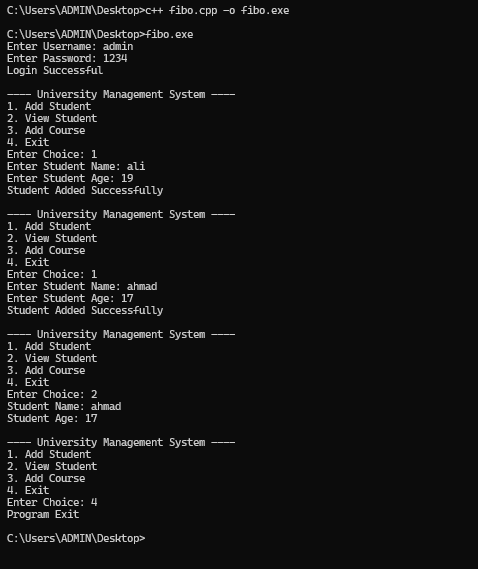 C:\Users\ADMIN\Desktop>c++ fibo.cpp -o fibo.exe
C:\Users\ADMIN\Desktop>fibo.exe
Enter Username: admin
Enter Password: 1234
Login Successful
---- University Management System ----
1. Add Student
2. View Student
3. Add Course
4. Exit
Enter Choice: 1
Enter Student Name: ali
Enter Student Age: 19
Student Added Successfully
---- University Management System ----
1. Add Student
2. View Student
3. Add Course
4. Exit
Enter Choice: 1
Enter Student Name: ahmad
Enter Student Age: 17
Student Added Successfully
---- University Management System ----
1. Add Student
2. View Student
3. Add Course
4. Exit
Enter Choice: 2
Student Name: ahmad
Student Age: 17
---- University Management System ----
1. Add Student
2. View Student
3. Add Course
4. Exit
Enter Choice: 4
Program Exit
C:\Users\ADMIN\Desktop>